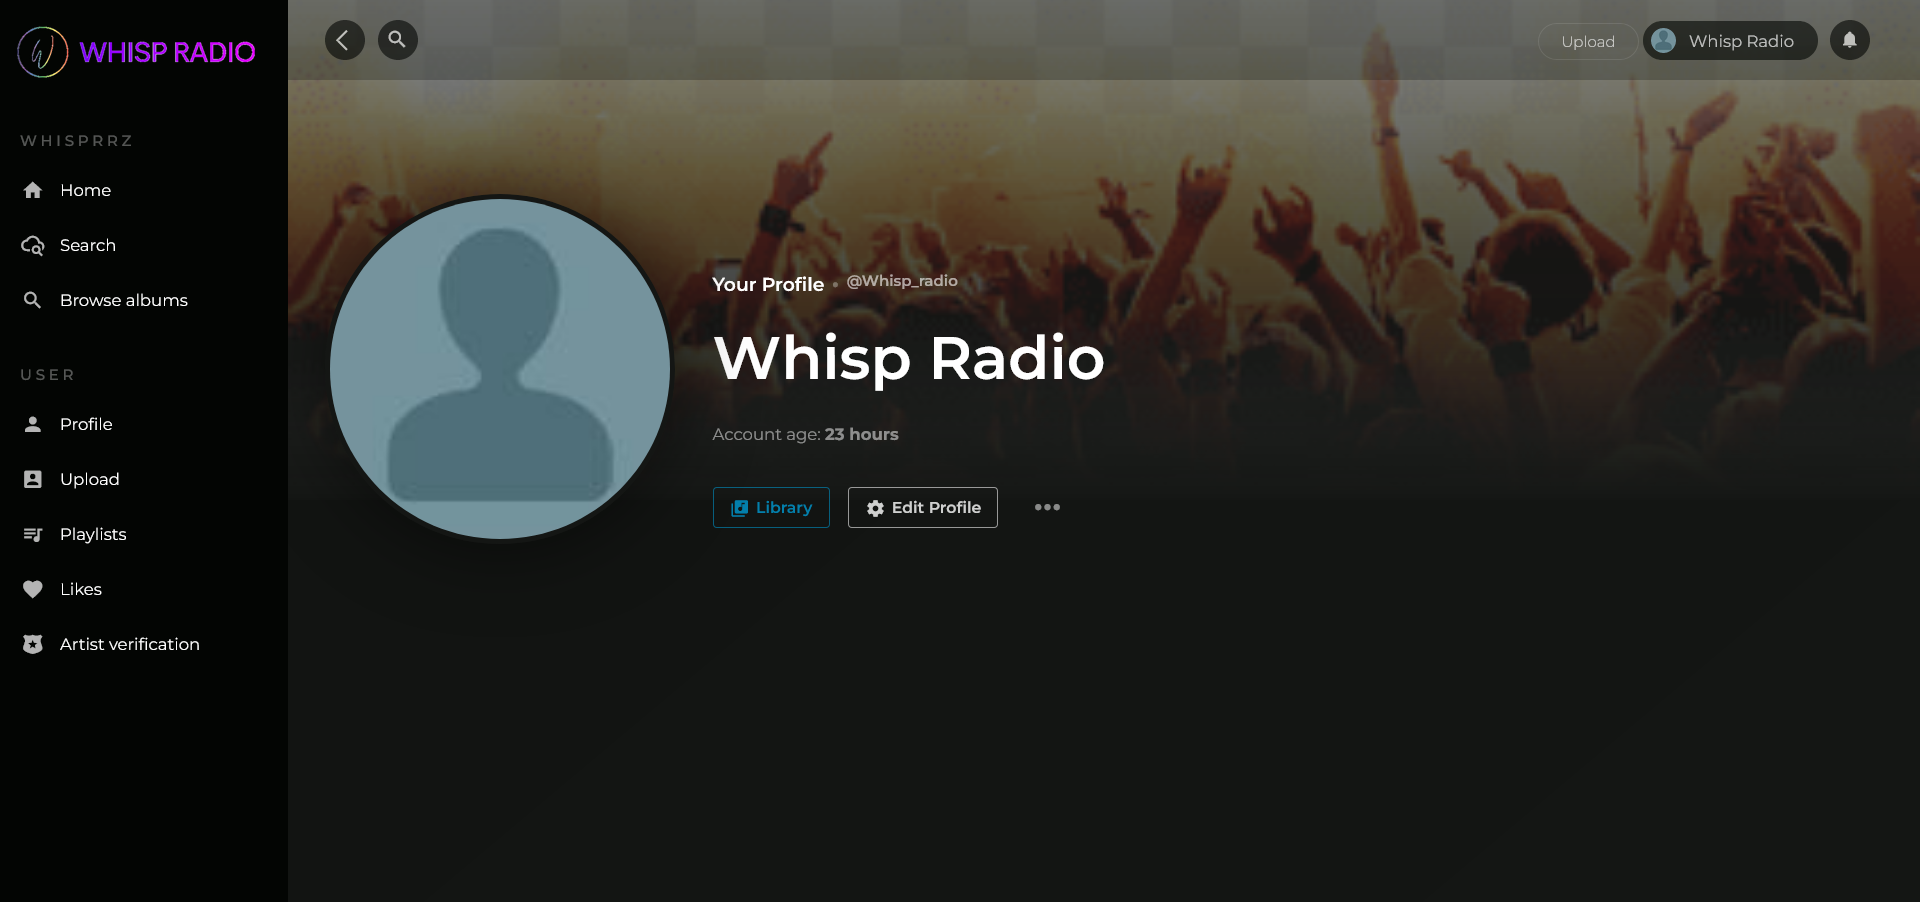 WHISP RADIO
WHISPRRZ
Home
Search
Browse albums
USER
Profile
Upload
Playlists
Likes
Artist verification
Upload
Whisp Radio
Your Profile • @Whisp_radio
Whisp Radio
Account age: 23 hours
Library
Edit Profile